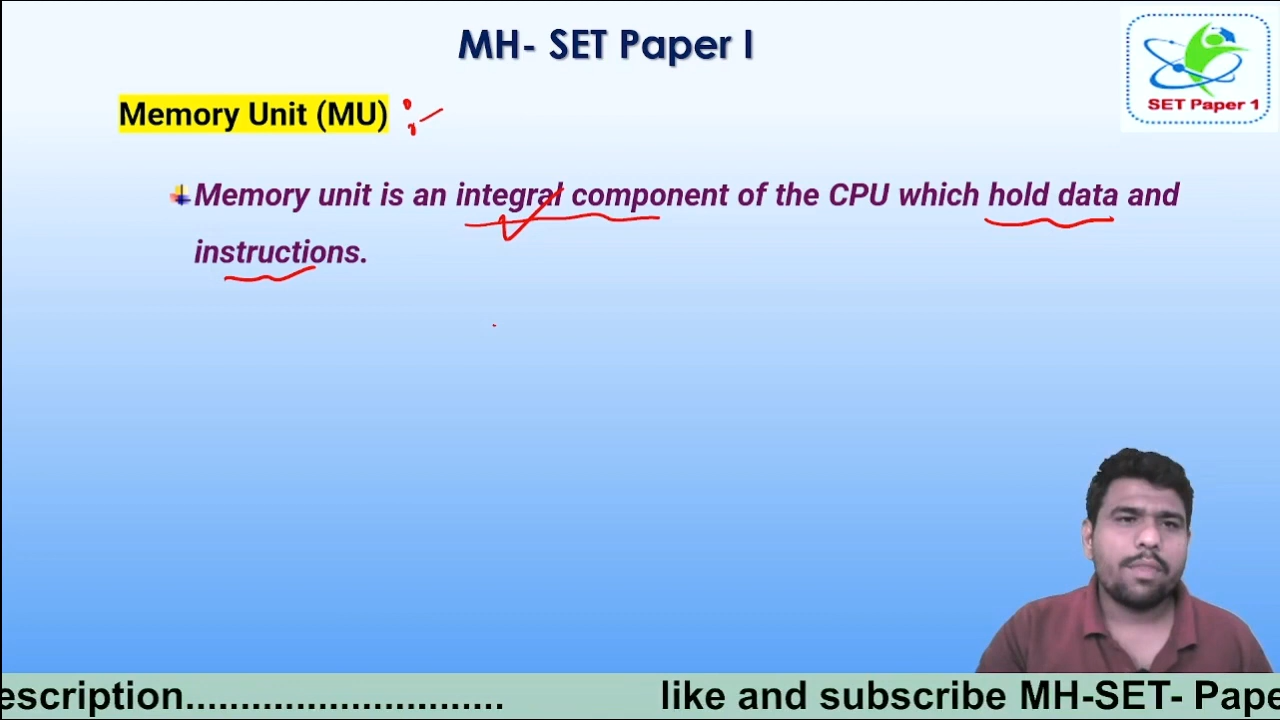 MH- SET Paper I
SET Paper 1
Memory Unit (MU) :-
Memory unit is an integral component of the CPU which hold data and
instructions.
escription............................. like and subscribe MH-SET- Pape